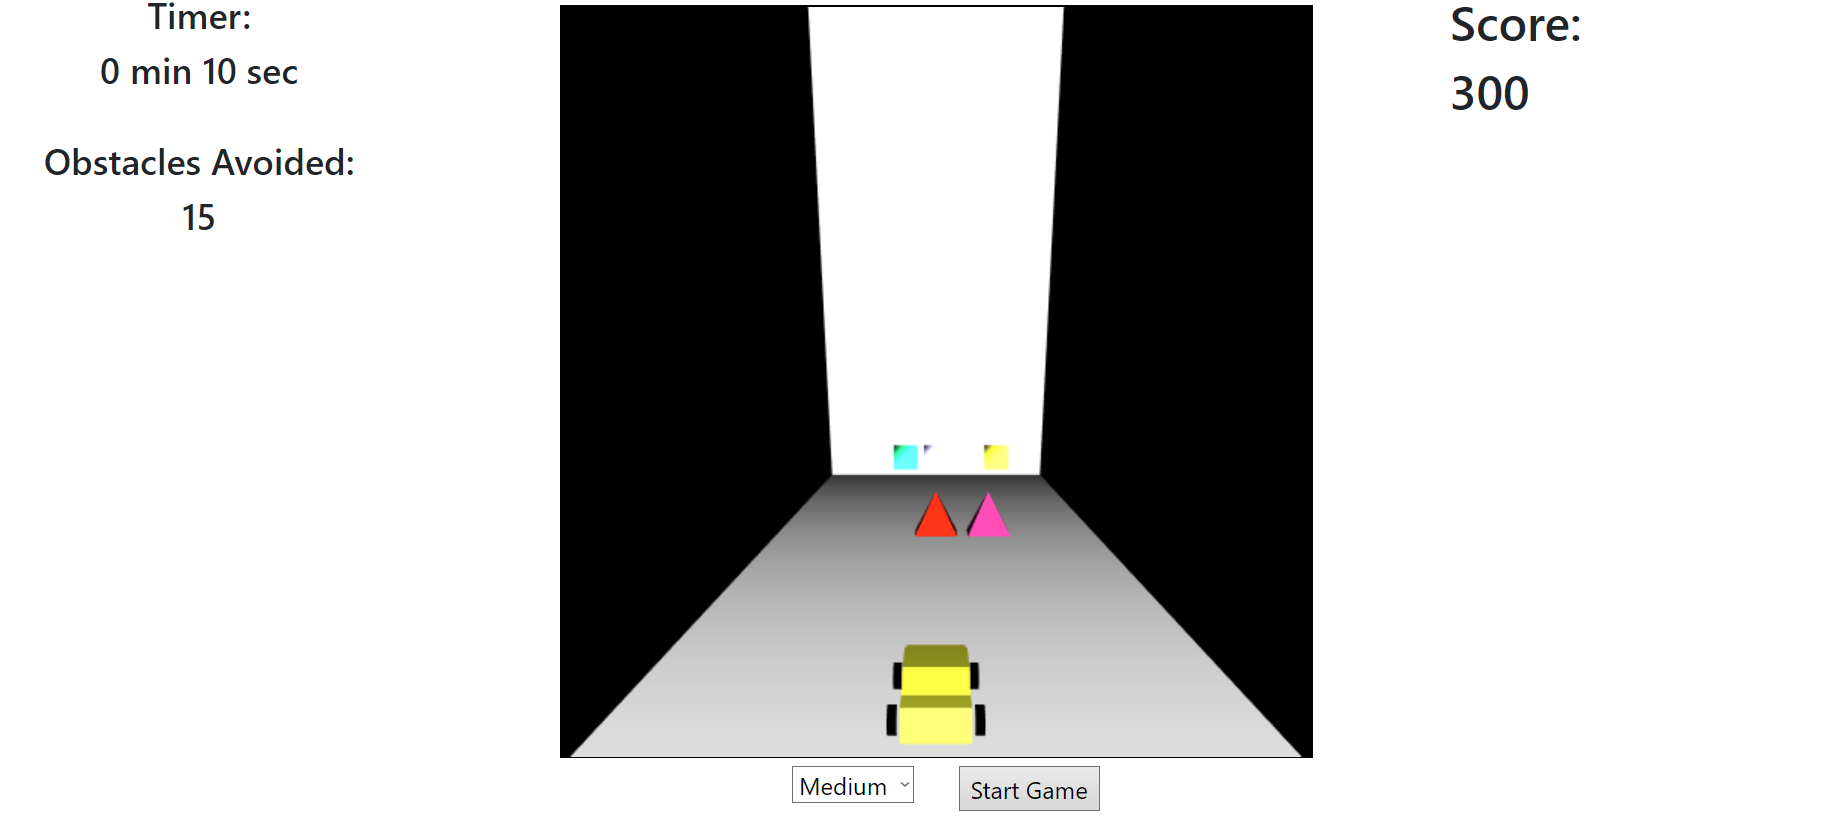 Timer:
0 min 10 sec
Obstacles Avoided:
15
Score:
300
Medium
Start Game